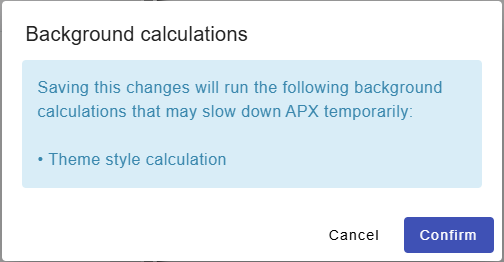 Background calculations
Saving this changes will run the following background
calculations that may slow down APX temporarily:
• Theme style calculation
Cancel
Confirm